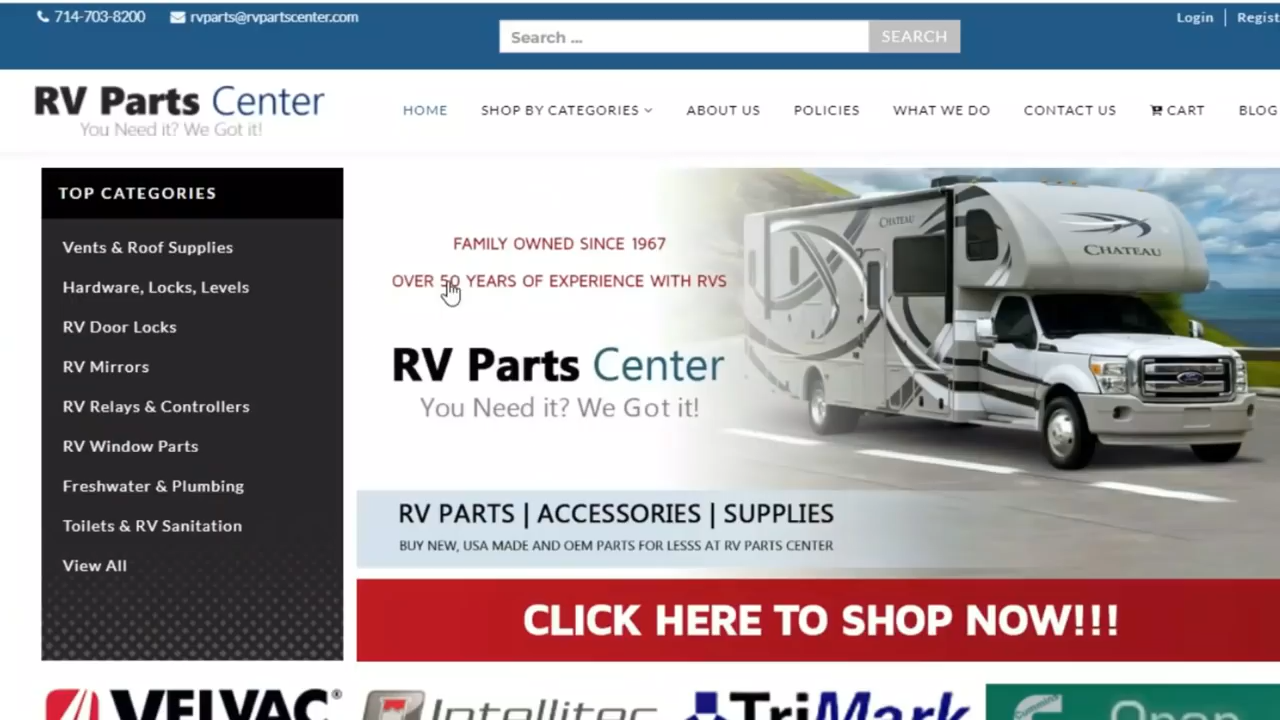 714-703-8200 rvparts@rvpartscenter.com
Search ... SEARCH
Login | Regist
RV Parts Center
You Need it? We Got it!
HOME SHOP BY CATEGORIES ABOUT US POLICIES WHAT WE DO CONTACT US CART BLOG
TOP CATEGORIES
Vents & Roof Supplies
Hardware, Locks, Levels
RV Door Locks
RV Mirrors
RV Relays & Controllers
RV Window Parts
Freshwater & Plumbing
Toilets & RV Sanitation
View All
FAMILY OWNED SINCE 1967
OVER 50 YEARS OF EXPERIENCE WITH RVS
RV Parts Center
You Need it? We Got it!
CHATEAU
CHATEAU
Ford
RV PARTS | ACCESSORIES | SUPPLIES
BUY NEW, USA MADE AND OEM PARTS FOR LESSS AT RV PARTS CENTER
CLICK HERE TO SHOP NOW!!!
VELVAC® Intellitec TriMark Open